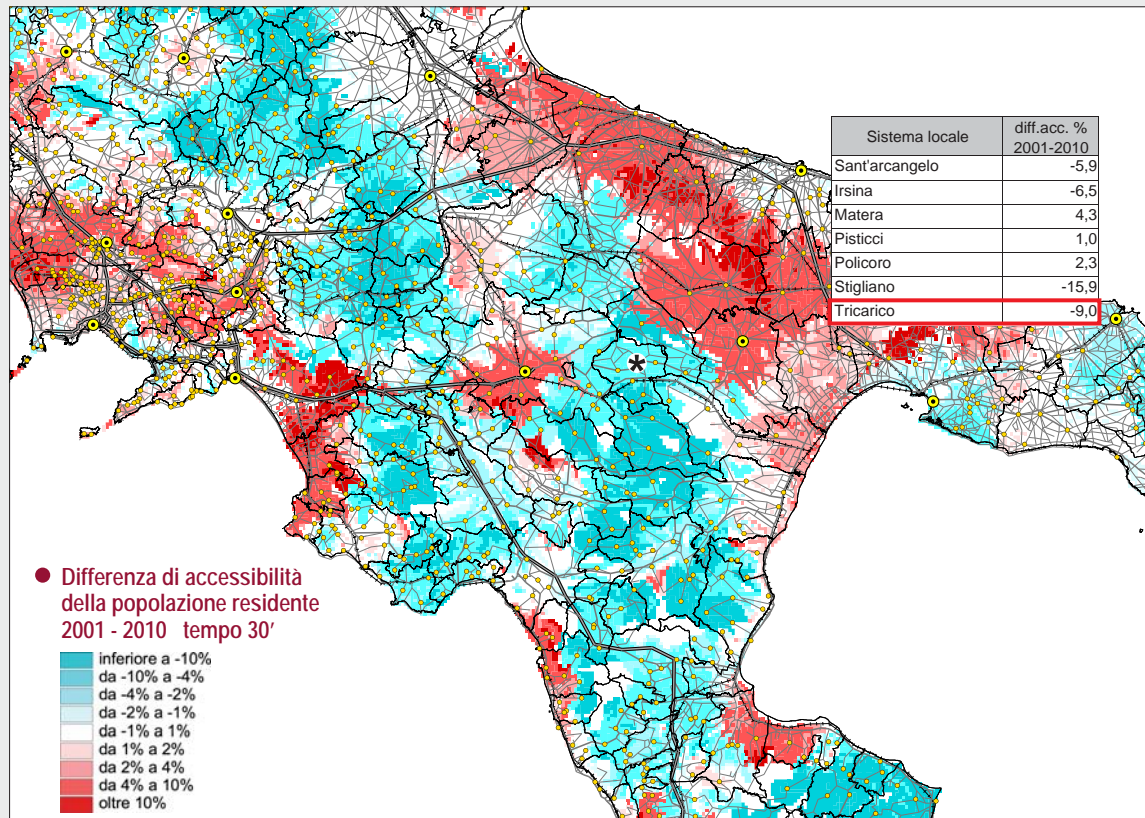 Sistema locale diff.acc. % 2001-2010
Sant'arcangelo -5,9
Irsina -6,5
Matera 4,3
Pisticci 1,0
Policoro 2,3
Stigliano -15,9
Tricarico -9,0
*
Differenza di accessibilità
della popolazione residente
2001 - 2010 tempo 30'
inferiore a -10%
da -10% a -4%
da -4% a -2%
da -2% a -1%
da -1% a 1%
da 1% a 2%
da 2% a 4%
da 4% a 10%
oltre 10%